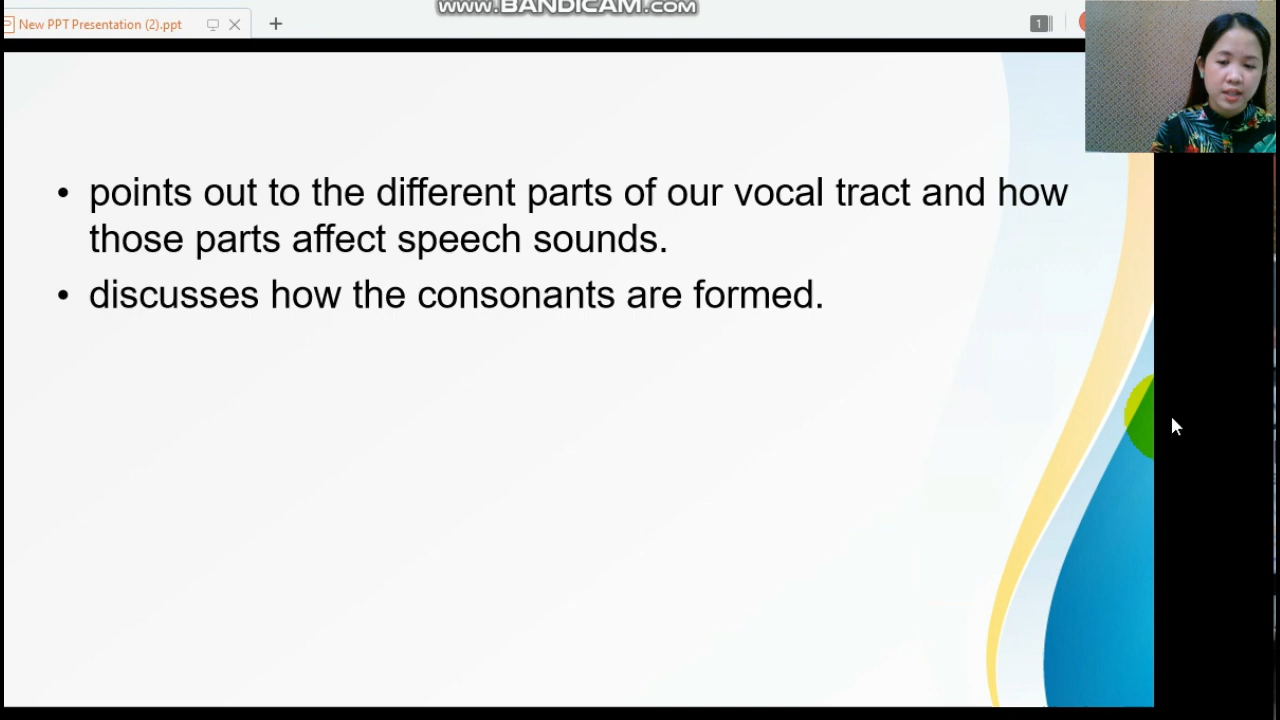 www.BANDICAM.com
New PPT Presentation (2).ppt
1
• points out to the different parts of our vocal tract and how
those parts affect speech sounds.
• discusses how the consonants are formed.